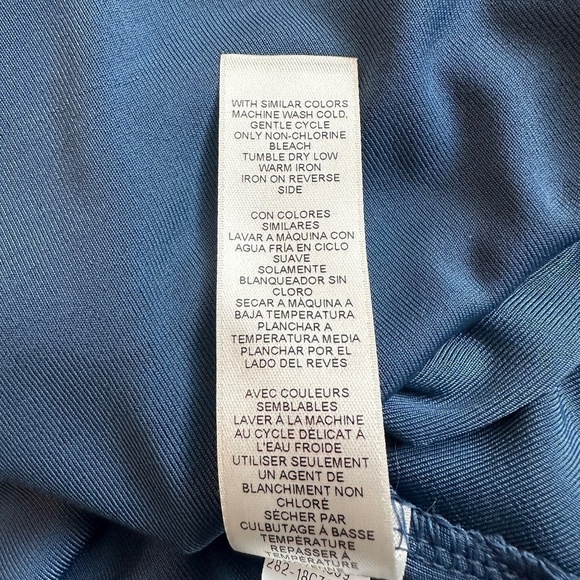 WITH SIMILAR COLORS
MACHINE WASH COLD,
GENTLE CYCLE
ONLY NON-CHLORINE
BLEACH
TUMBLE DRY LOW
WARM IRON
IRON ON REVERSE
SIDE
CON COLORES
SIMILARES
LAVAR A MÀQUINA CON
AGUA FRÍA EN CICLO
SUAVE
SOLAMENTE
BLANQUEADOR SIN
CLORO
SECAR A MÁQUINA A
BAJA TEMPERATURA
PLANCHAR A
TEMPERATURA MEDIA
PLANCHAR POR EL
LADO DEL REVÉS
AVEC COULEURS
SEMBLABLES
LAVER À LA MACHINE
AU CYCLE DÉLICAT À
L'EAU FROIDE
UTILISER SEULEMENT
UN AGENT DE
BLANCHIMENT NON
CHLORÉ
SÉCHER PAR
CULBUTAGE À BASSE
TEMPÉRATURE
REPASSER À
TEMPÉRATURE